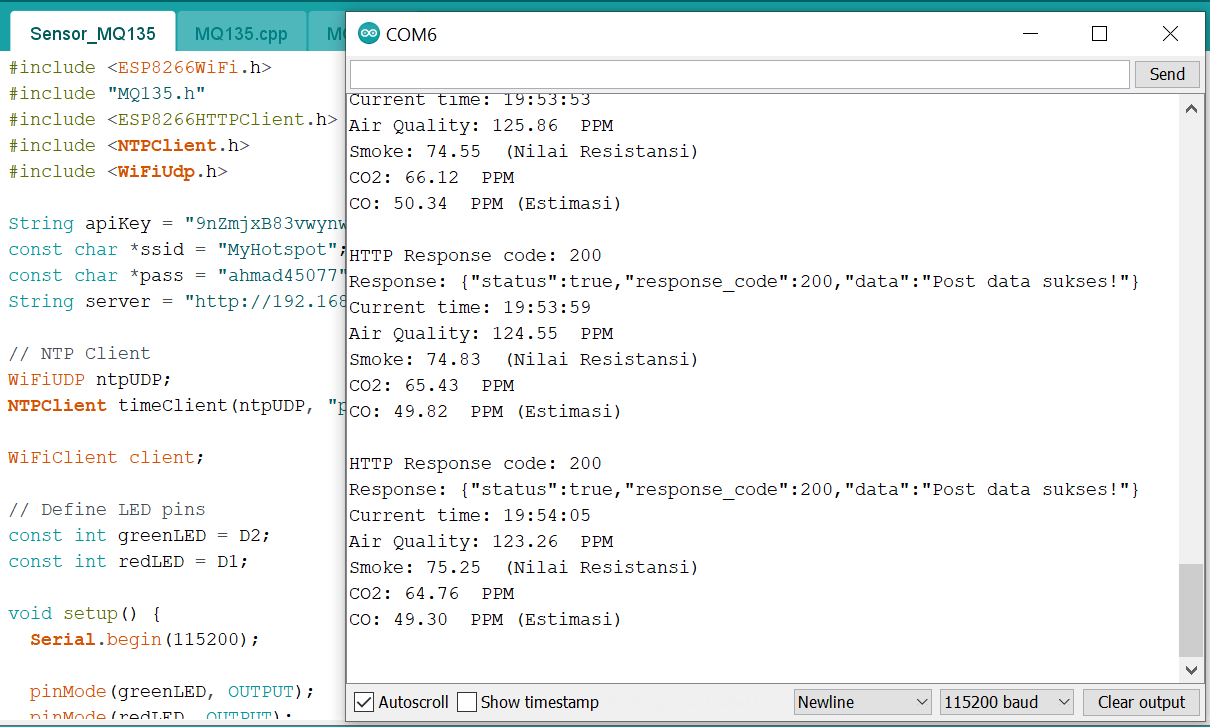 Sensor_MQ135
MQ135.cpp
#include <ESP8266WiFi.h>
#include "MQ135.h"
#include <ESP8266HTTPClient.h>
#include <NTPClient.h>
#include <WiFiUdp.h>
String apiKey = "9nZmjxB83vwynw
const char *ssid = "MyHotspot";
const char *pass = "ahmad45077"
String server = "http://192.168
// NTP Client
WiFiUDP ntpUDP;
NTPClient timeClient(ntpUDP, "p
WiFiClient client;
// Define LED pins
const int greenLED = D2;
const int redLED = D1;
void setup() {
Serial.begin(115200);
pinMode(greenLED, OUTPUT);
pinMode(redLED, OUTPUT);
COM6
Send
Current time: 19:53:53
Air Quality: 125.86  PPM
Smoke: 74.55  (Nilai Resistansi)
CO2: 66.12  PPM
CO: 50.34  PPM (Estimasi)
HTTP Response code: 200
Response: {"status":true,"response_code":200,"data":"Post data sukses!"}
Current time: 19:53:59
Air Quality: 124.55  PPM
Smoke: 74.83  (Nilai Resistansi)
CO2: 65.43  PPM
CO: 49.82  PPM (Estimasi)
HTTP Response code: 200
Response: {"status":true,"response_code":200,"data":"Post data sukses!"}
Current time: 19:54:05
Air Quality: 123.26  PPM
Smoke: 75.25  (Nilai Resistansi)
CO2: 64.76  PPM
CO: 49.30  PPM (Estimasi)
Autoscroll
Show timestamp
Newline
115200 baud
Clear output